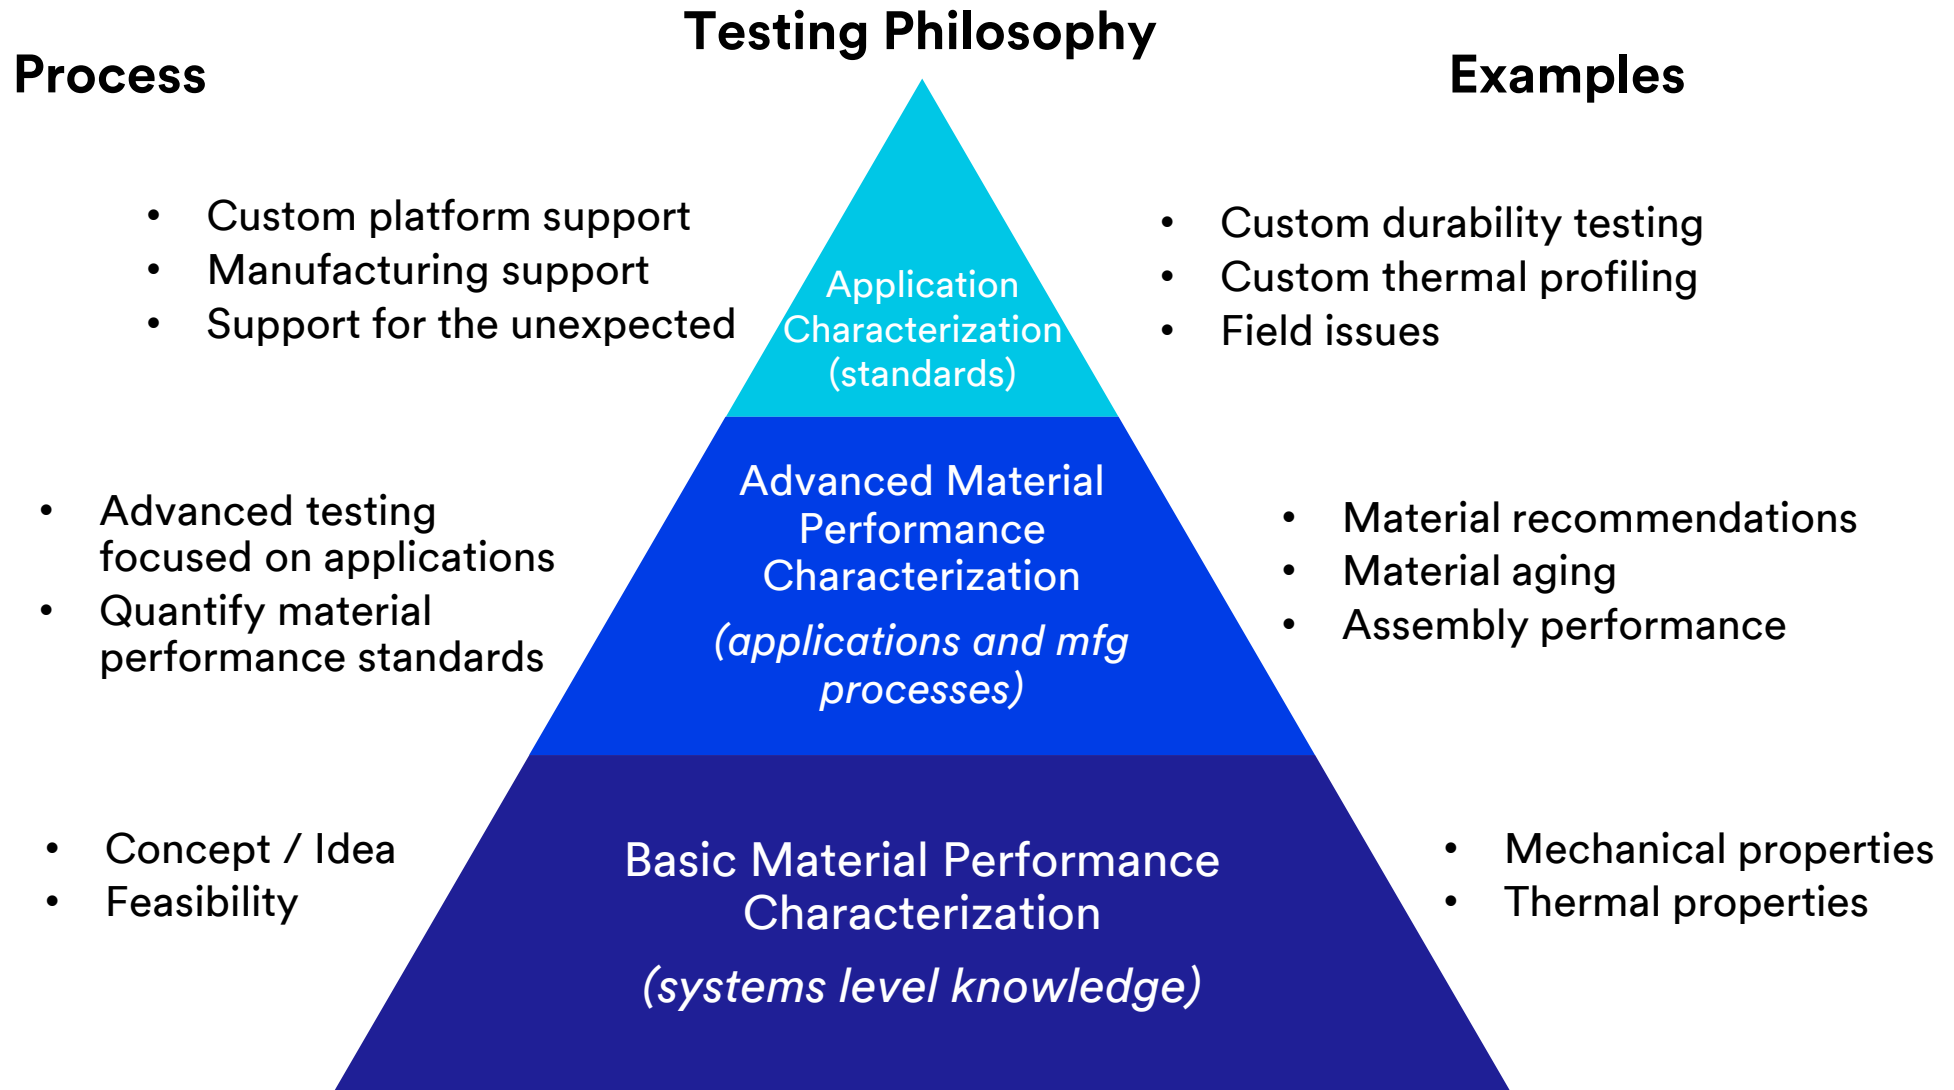 Testing Philosophy
Process
Examples
• Custom platform support
• Manufacturing support
• Support for the unexpected
Application
Characterization
(standards)
• Custom durability testing
• Custom thermal profiling
• Field issues
• Advanced testing
focused on applications
• Quantify material
performance standards
Advanced Material
Performance
Characterization
(applications and mfg
processes)
• Material recommendations
• Material aging
• Assembly performance
• Concept / Idea
• Feasibility
Basic Material Performance
Characterization
(systems level knowledge)
• Mechanical properties
• Thermal properties